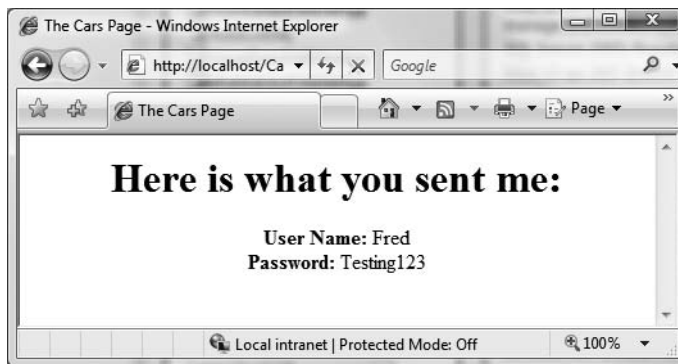 The Cars Page - Windows Internet Explorer
http://localhost/Ca
Google
The Cars Page
Page
Here is what you sent me:
User Name: Fred
Password: Testing123
Local intranet | Protected Mode: Off
100%